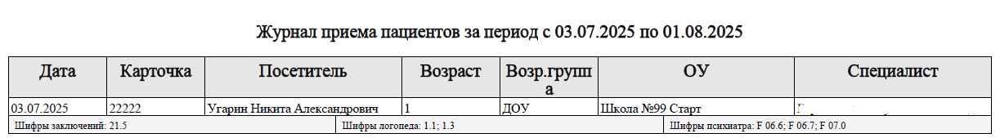 Журнал приема пациентов за период с 03.07.2025 по 01.08.2025
Дата Карточка Посетитель Возраст Возр.групп
а ОУ Специалист
03.07.2025 22222 Угарин Никита Александрович 1 ДОУ Школа №99 Старт
Шифры заключений: 21.5 Шифры логопеда: 1.1; 1.3 Шифры психиатра: F 06.6; F 06.7; F 07.0